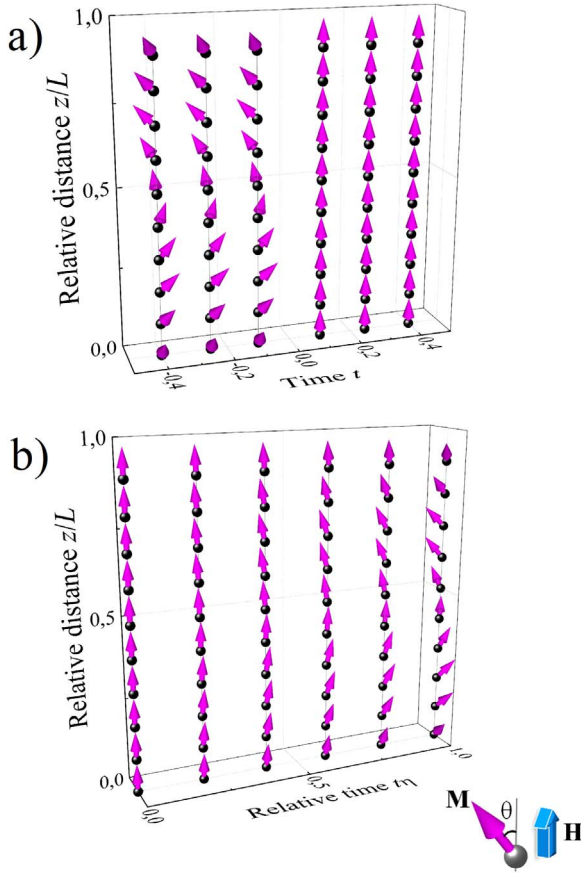 a)
1,0
0,5
0,0
Relative distance z/L
-0,4
-0,2
0,0
0,2
0,4
Time t
b)
1,0
0,5
0,0
Relative distance z/L
0,0
0,5
1,0
Relative time tη
M
θ
H